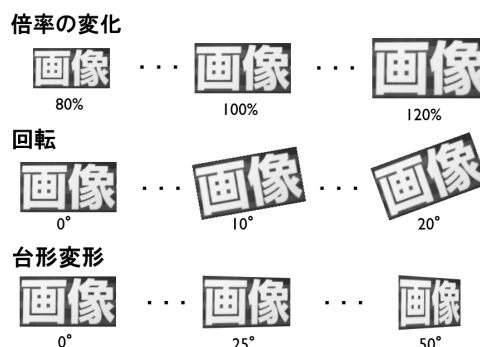 倍率の変化
画像 ・・・ 画像 ・・・ 画像
80% 100% 120%
回転
画像 ・・・ 画像 ・・・ 画像
0° 10° 20°
台形変形
画像 ・・・ 画像 ・・・ 画像
0° 25° 50°